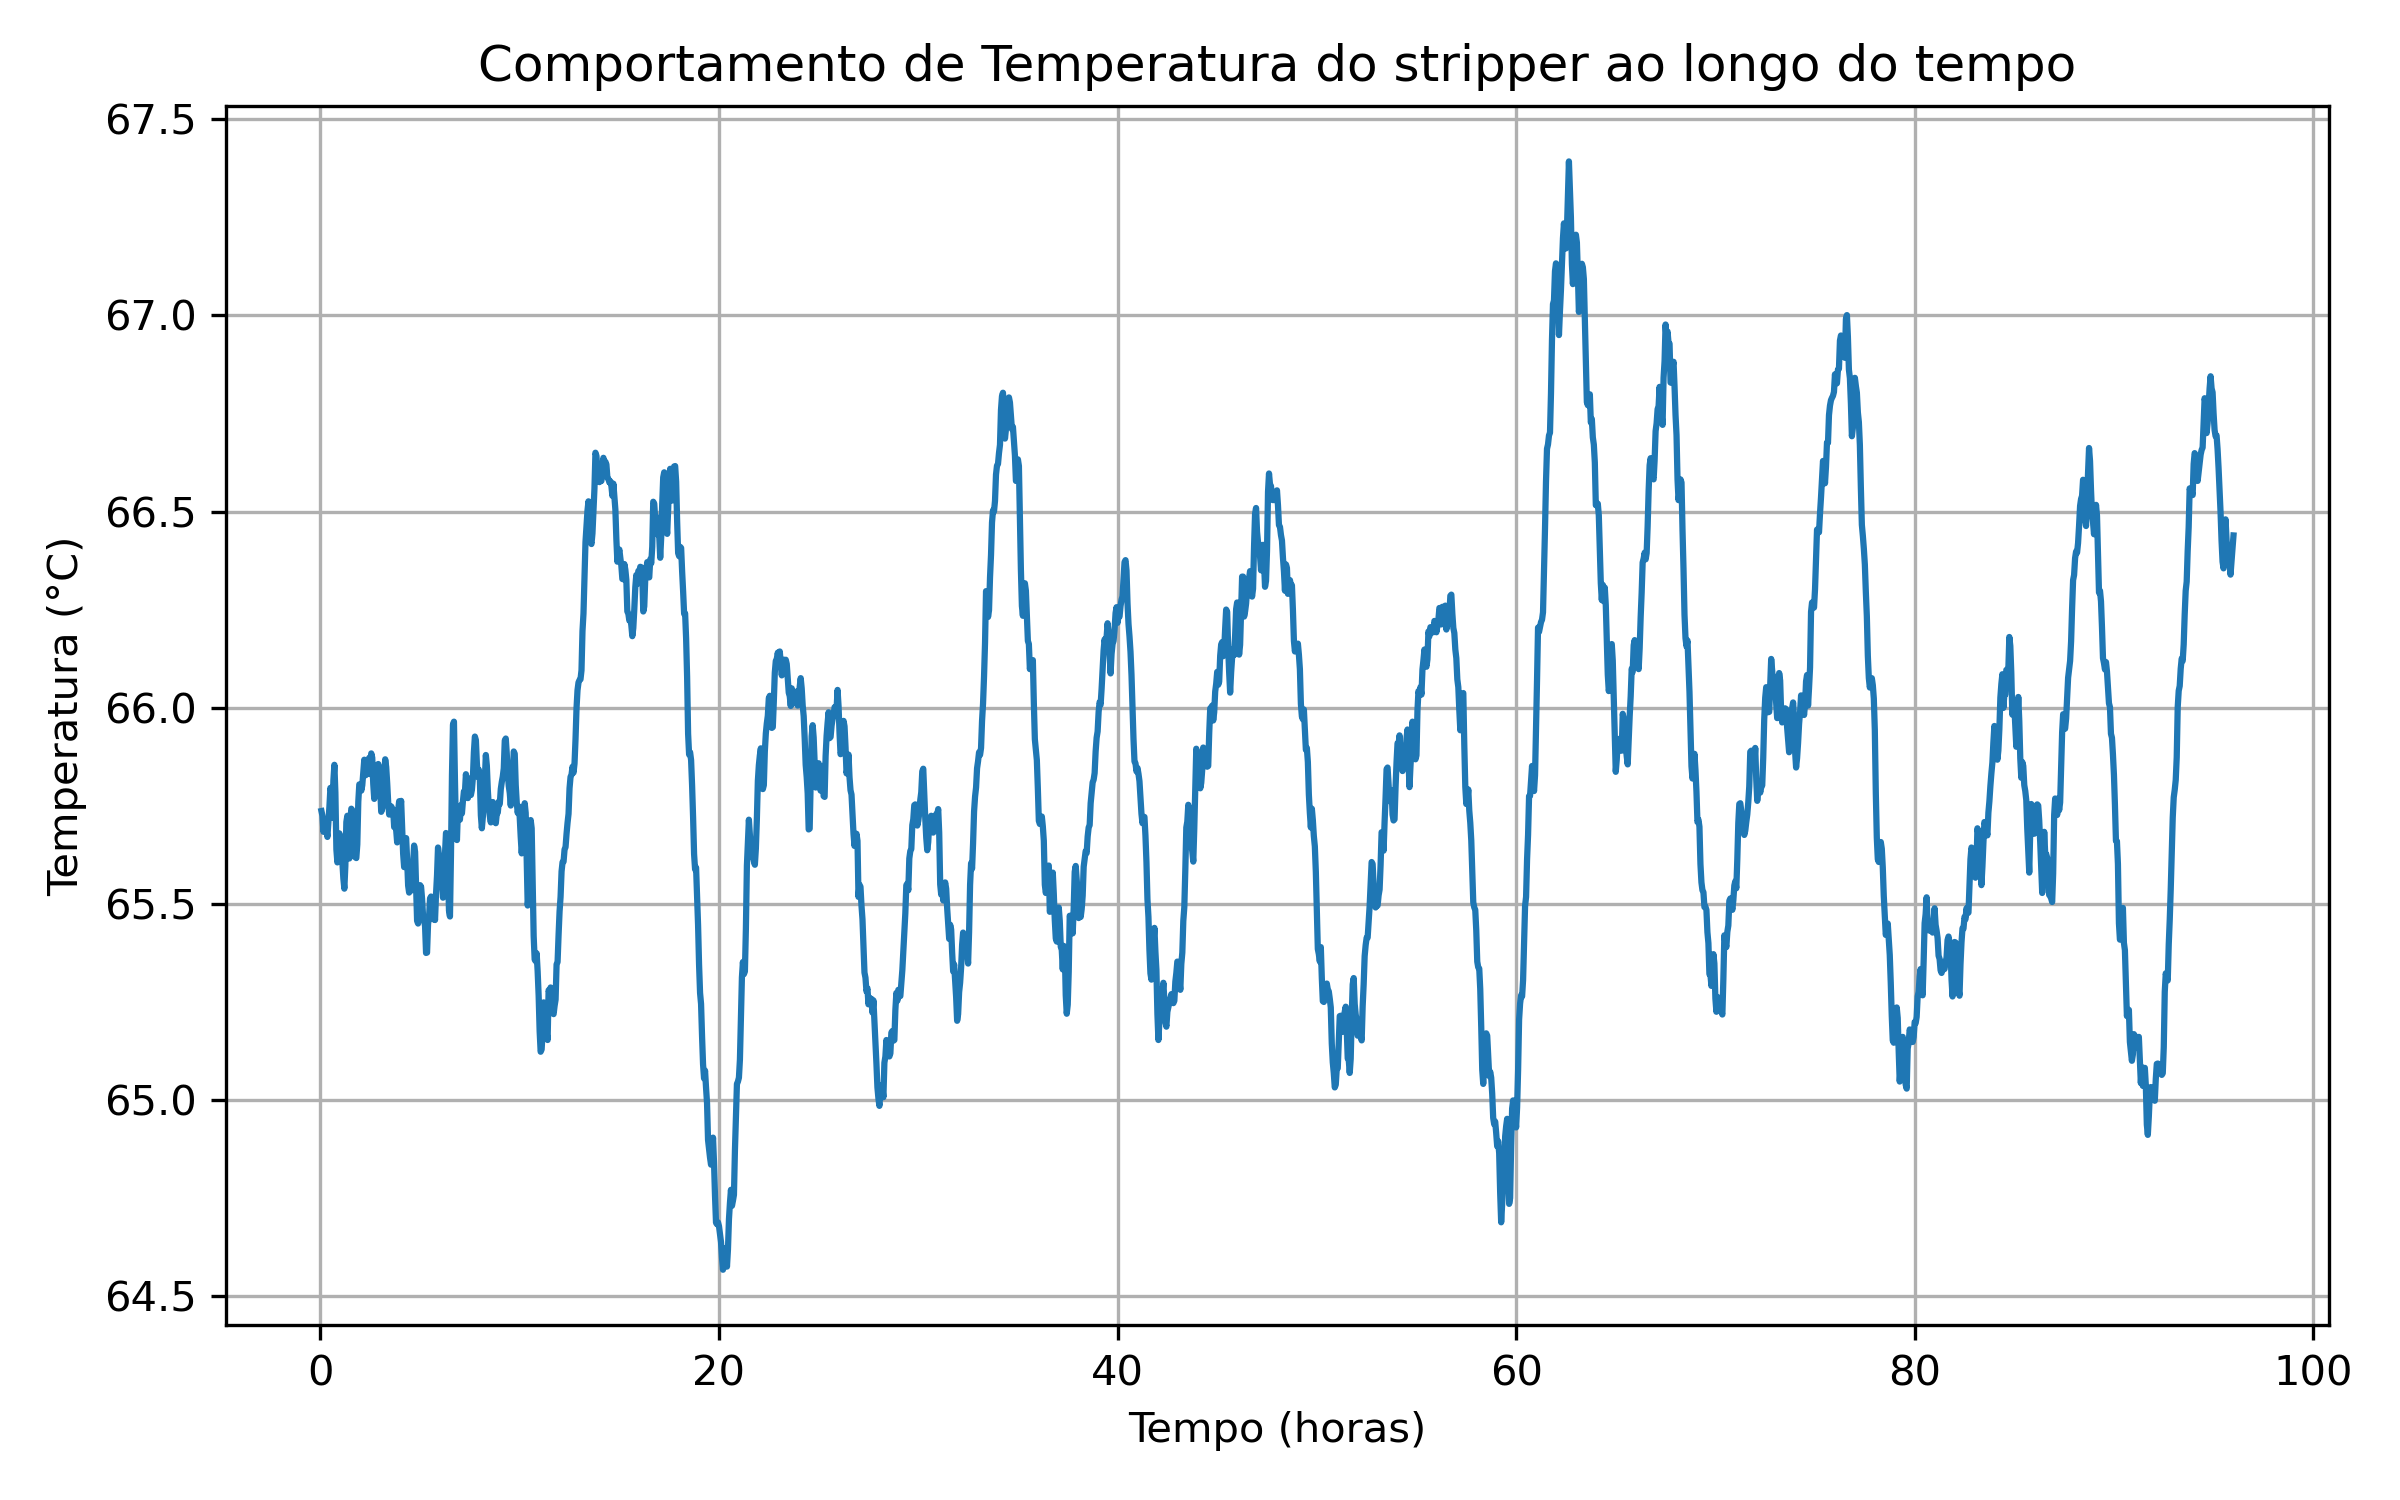 Comportamento de Temperatura do stripper ao longo do tempo
67.5
67.0
66.5
66.0
65.5
65.0
64.5
Temperatura (°C)
0 20 40 60 80 100
Tempo (horas)